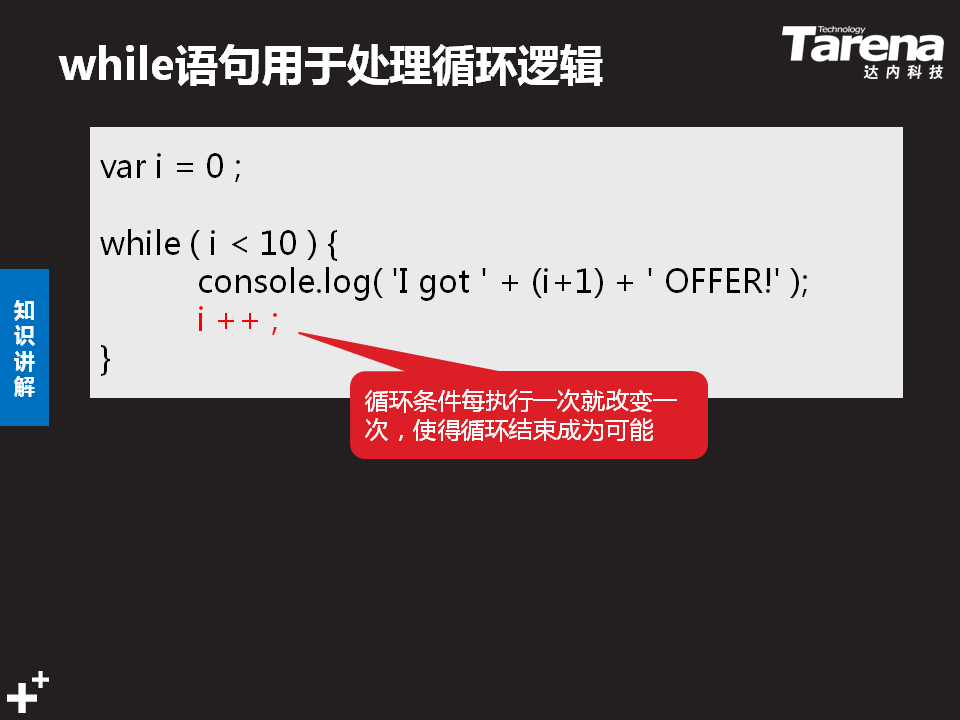 while语句用于处理循环逻辑
Technology
Tarena
达内科技
var i = 0 ;
while ( i < 10 ) {
console.log( 'I got ' + (i+1) + ' OFFER!' );
i ++ ;
}
知
识
讲
解
循环条件每执行一次就改变一
次，使得循环结束成为可能